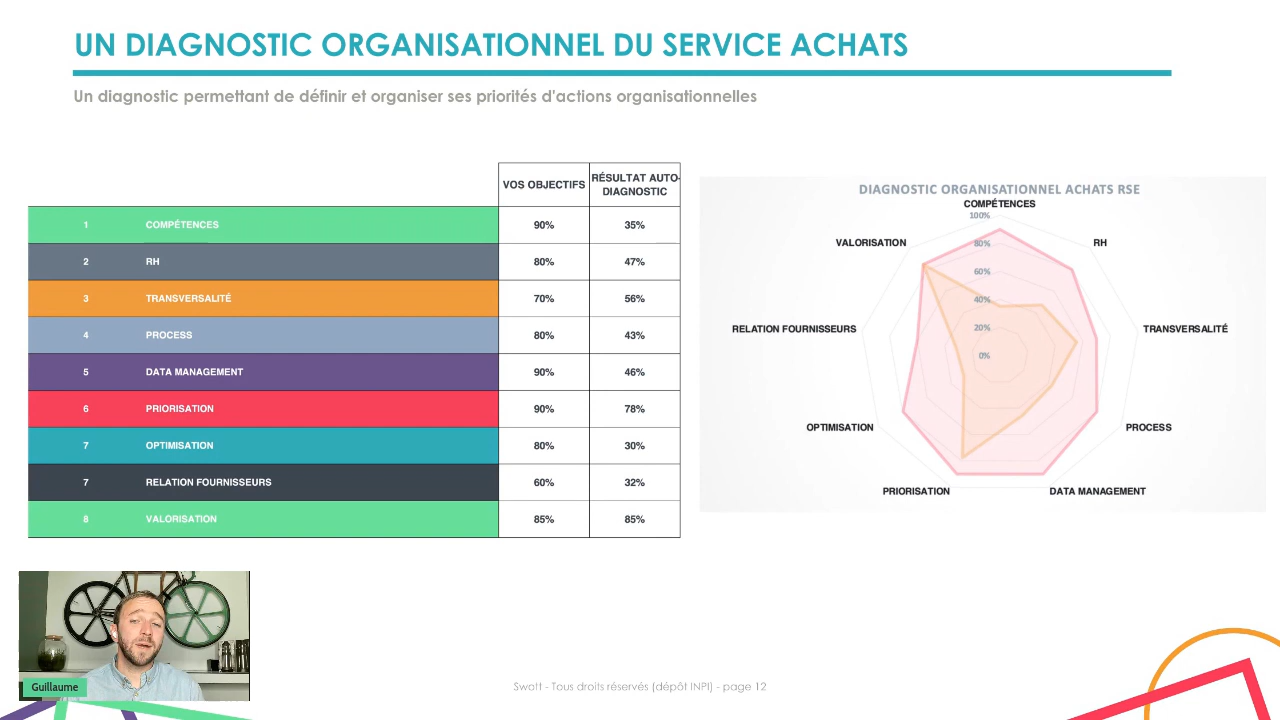 UN DIAGNOSTIC ORGANISATIONNEL DU SERVICE ACHATS
Un diagnostic permettant de définir et organiser ses priorités d'actions organisationnelles
VOS OBJECTIFS
RÉSULTAT AUTO-
DIAGNOSTIC
1 COMPÉTENCES 90% 35%
2 RH 80% 47%
3 TRANSVERSALITÉ 70% 56%
4 PROCESS 80% 43%
5 DATA MANAGEMENT 90% 46%
6 PRIORISATION 90% 78%
7 OPTIMISATION 80% 30%
7 RELATION FOURNISSEURS 60% 32%
8 VALORISATION 85% 85%
DIAGNOSTIC ORGANISATIONNEL ACHATS RSE
COMPÉTENCES
100%
VALORISATION
80%
RH
60%
40%
RELATION FOURNISSEURS
20%
TRANSVERSALITÉ
0%
OPTIMISATION
PROCESS
PRIORISATION
DATA MANAGEMENT
Guillaume
Swott - Tous droits réservés (dépôt INPI) - page 12